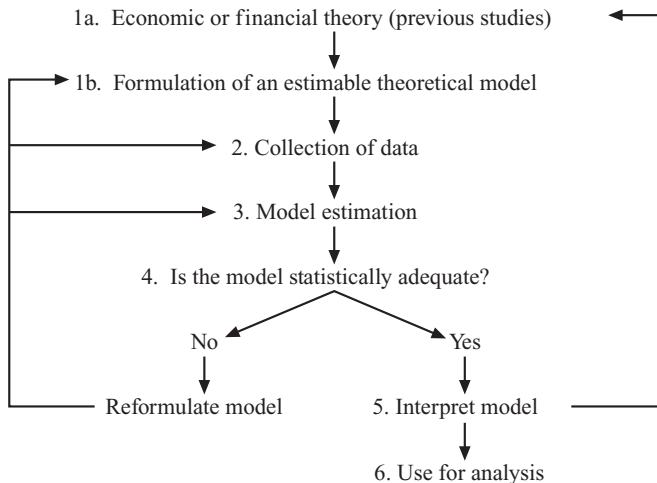 1a. Economic or financial theory (previous studies)
1b. Formulation of an estimable theoretical model
2. Collection of data
3. Model estimation
4. Is the model statistically adequate?
No
Yes
Reformulate model
5. Interpret model
6. Use for analysis